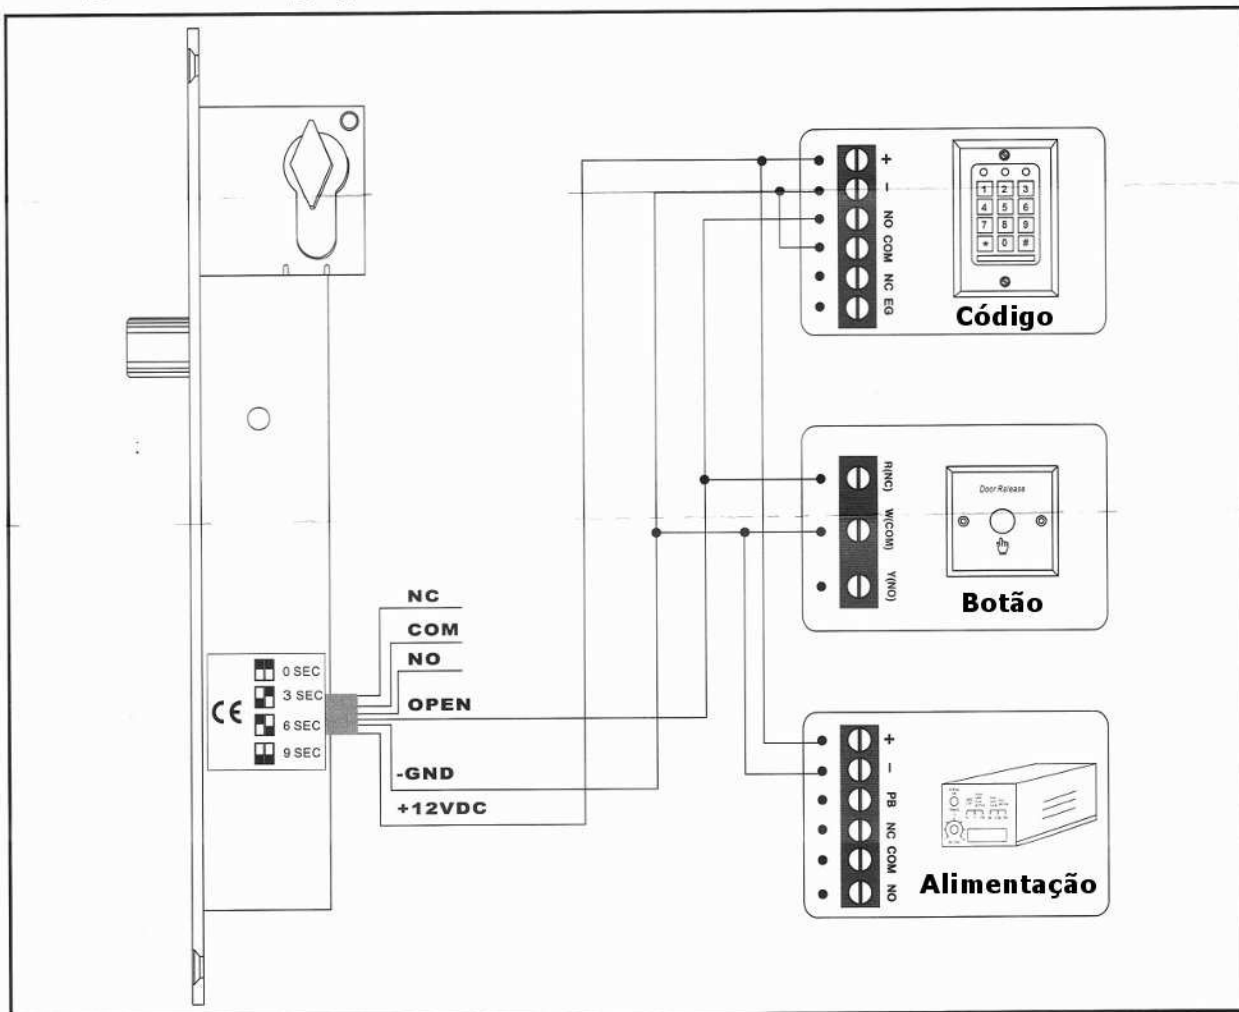 NC
COM
NO
OPEN
-GND
+12VDC
CE
0 SEC
3 SEC
6 SEC
9 SEC
+
−
NO
COM
NC
EG
1 2 3
4 5 6
7 8 9
* 0 #
Código
R(NC)
W(COM)
Y(NO)
Door Release
Botão
+
−
PB
NC
COM
NO
Alimentação